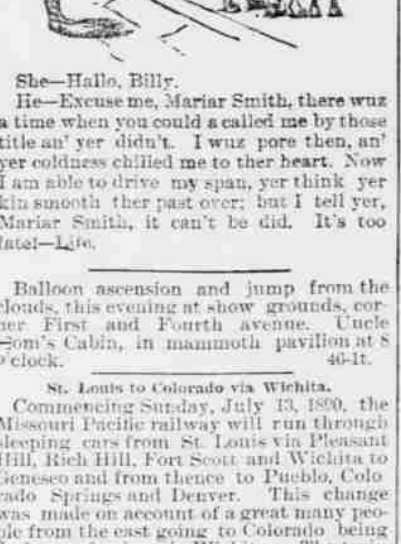 She—Hallo, Billy.
He—Excuse me, Mariar Smith, there wuz
a time when you could a called me by those
title an' yer didn't. I wuz pore then, an'
yer coldness chilled me to ther heart. Now
I am able to drive my span, yer think yer
kin smooth ther past over; but I tell yer,
Mariar Smith, it can't be did. It's too
late!—Life.
Balloon ascension and jump from the
clouds, this evening at show grounds, cor-
ner First and Fourth avenue. Uncle
Tom's Cabin, in mammoth pavilion at 8
o'clock. 46-1t.
St. Louis to Colorado via Wichita.
Commencing Sunday, July 13, 1890, the
Missouri Pacific railway will run through
sleeping cars from St. Louis via Pleasant
Hill, Rich Hill, Fort Scott and Wichita to
Geneseo and from thence to Pueblo, Colo
rado Springs and Denver. This change
was made on account of a great many peo-
ple from the east going to Colorado being